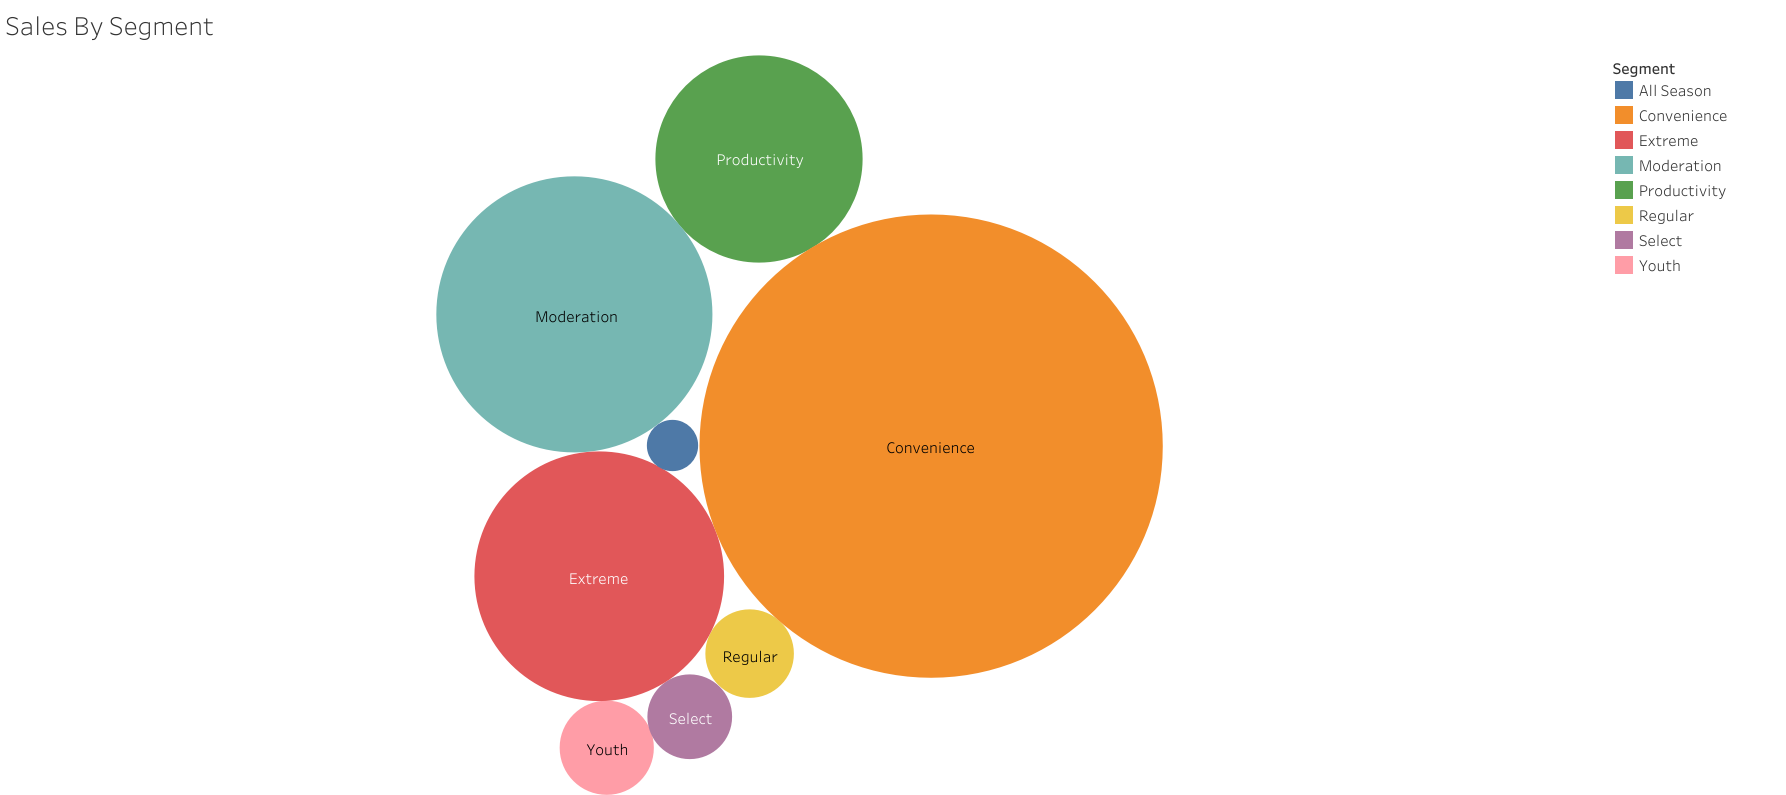 Sales By Segment
Productivity
Moderation
Convenience
Extreme
Regular
Select
Youth
Segment
All Season
Convenience
Extreme
Moderation
Productivity
Regular
Select
Youth